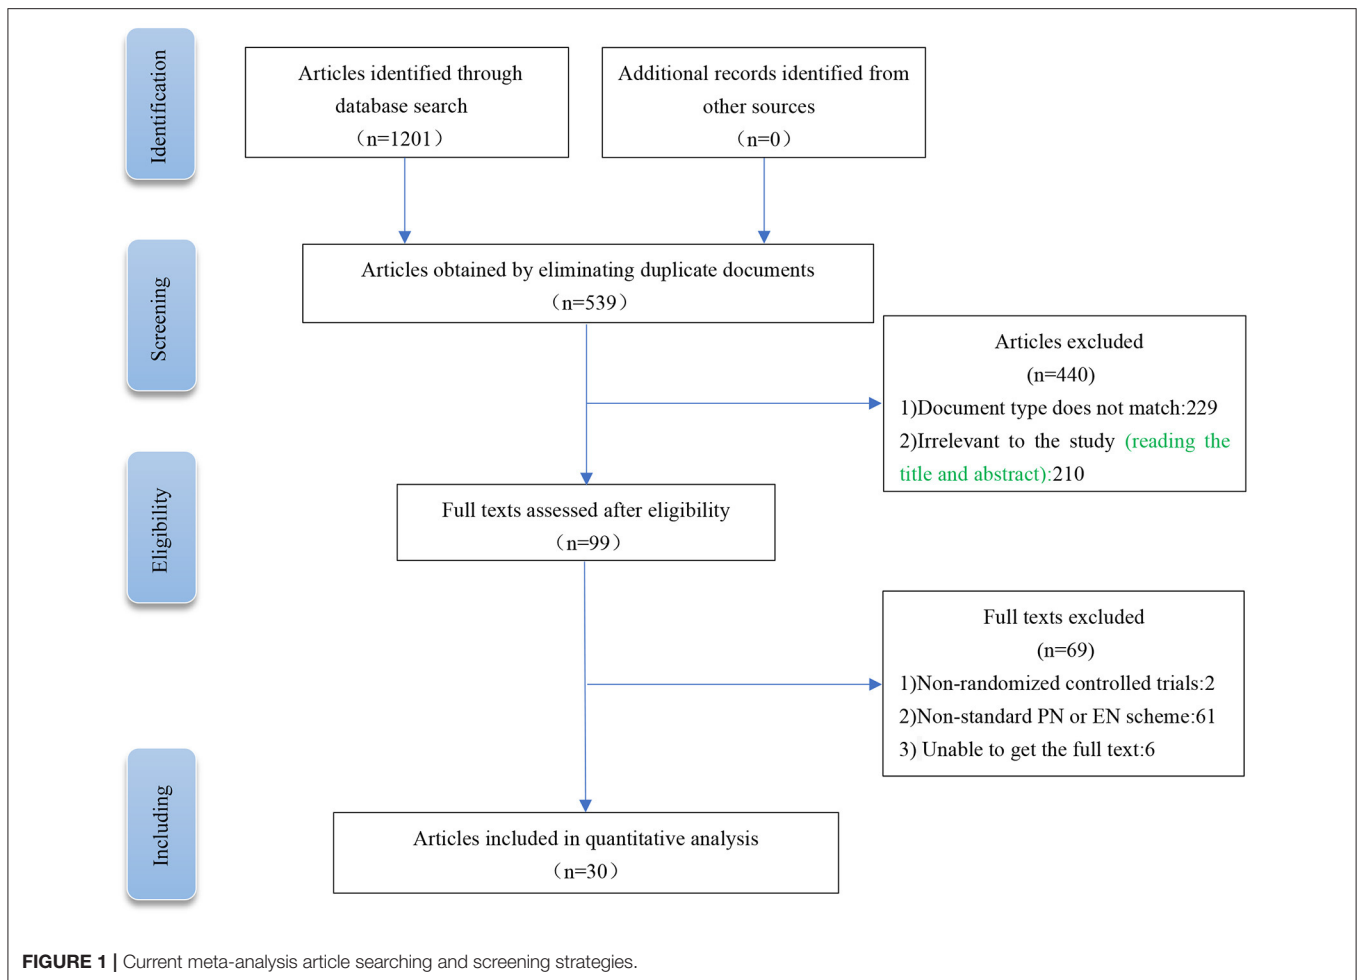 Identification
Articles identified through
database search
（n=1201）
Additional records identified from
other sources
（n=0）
Screening
Articles obtained by eliminating duplicate documents
（n=539）
Articles excluded
(n=440)
1)Document type does not match:229
2)Irrelevant to the study (reading the
title and abstract):210
Eligibility
Full texts assessed after eligibility
（n=99）
Full texts excluded
(n=69)
1)Non-randomized controlled trials:2
2)Non-standard PN or EN scheme:61
3) Unable to get the full text:6
Including
Articles included in quantitative analysis
（n=30）
FIGURE 1 | Current meta-analysis article searching and screening strategies.